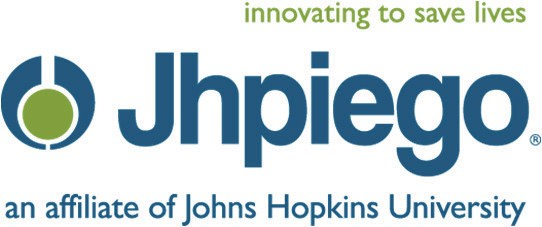 innovating to save lives
Jhpiego®
an affiliate of Johns Hopkins University